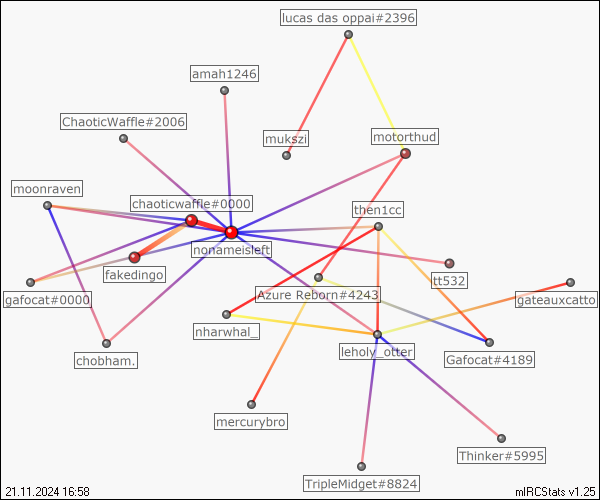 lucas das oppai#2396
amah1246
ChaoticWaffle#2006
mukszi
motorthud
moonraven
chaoticwaffle#0000
then1cc
nonameisleft
fakedingo
tt532
gafocat#0000
Azure Reborn#4243
gateauxcatto
nharwhal_
leholy_otter
Gafocat#4189
chobham.
mercurybro
Thinker#5995
TripleMidget#8824
21.11.2024 16:58
mIRCStats v1.25